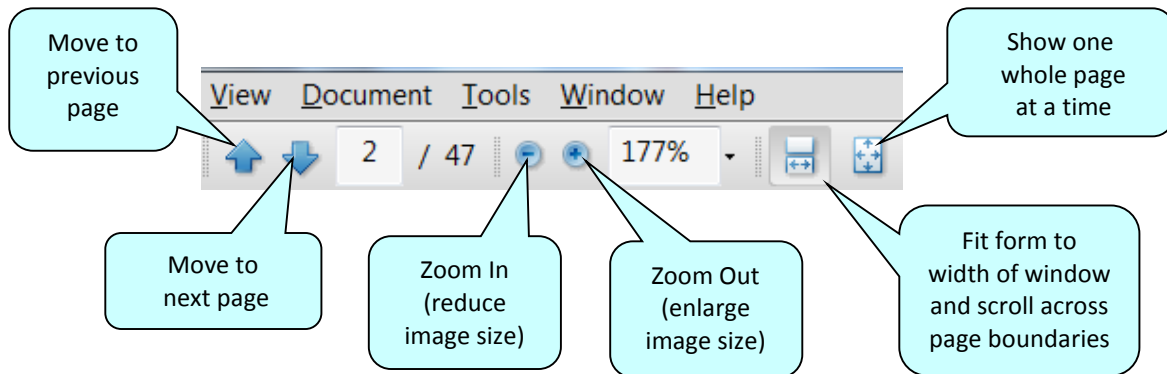 Move to
previous
page
Show one
whole page
at a time
View Document Tools Window Help
2 / 47 177%
Move to
next page
Zoom In
(reduce
image size)
Zoom Out
(enlarge
image size)
Fit form to
width of window
and scroll across
page boundaries